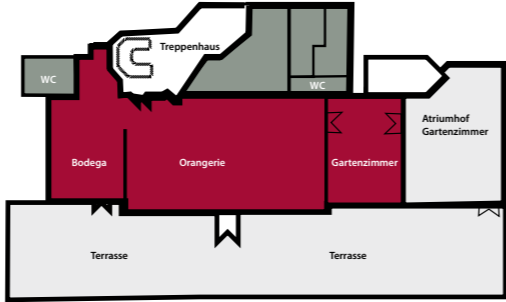 Treppenhaus
WC
WC
Atriumhof
Gartenzimmer
Bodega
Orangerie
Gartenzimmer
Terrasse
Terrasse